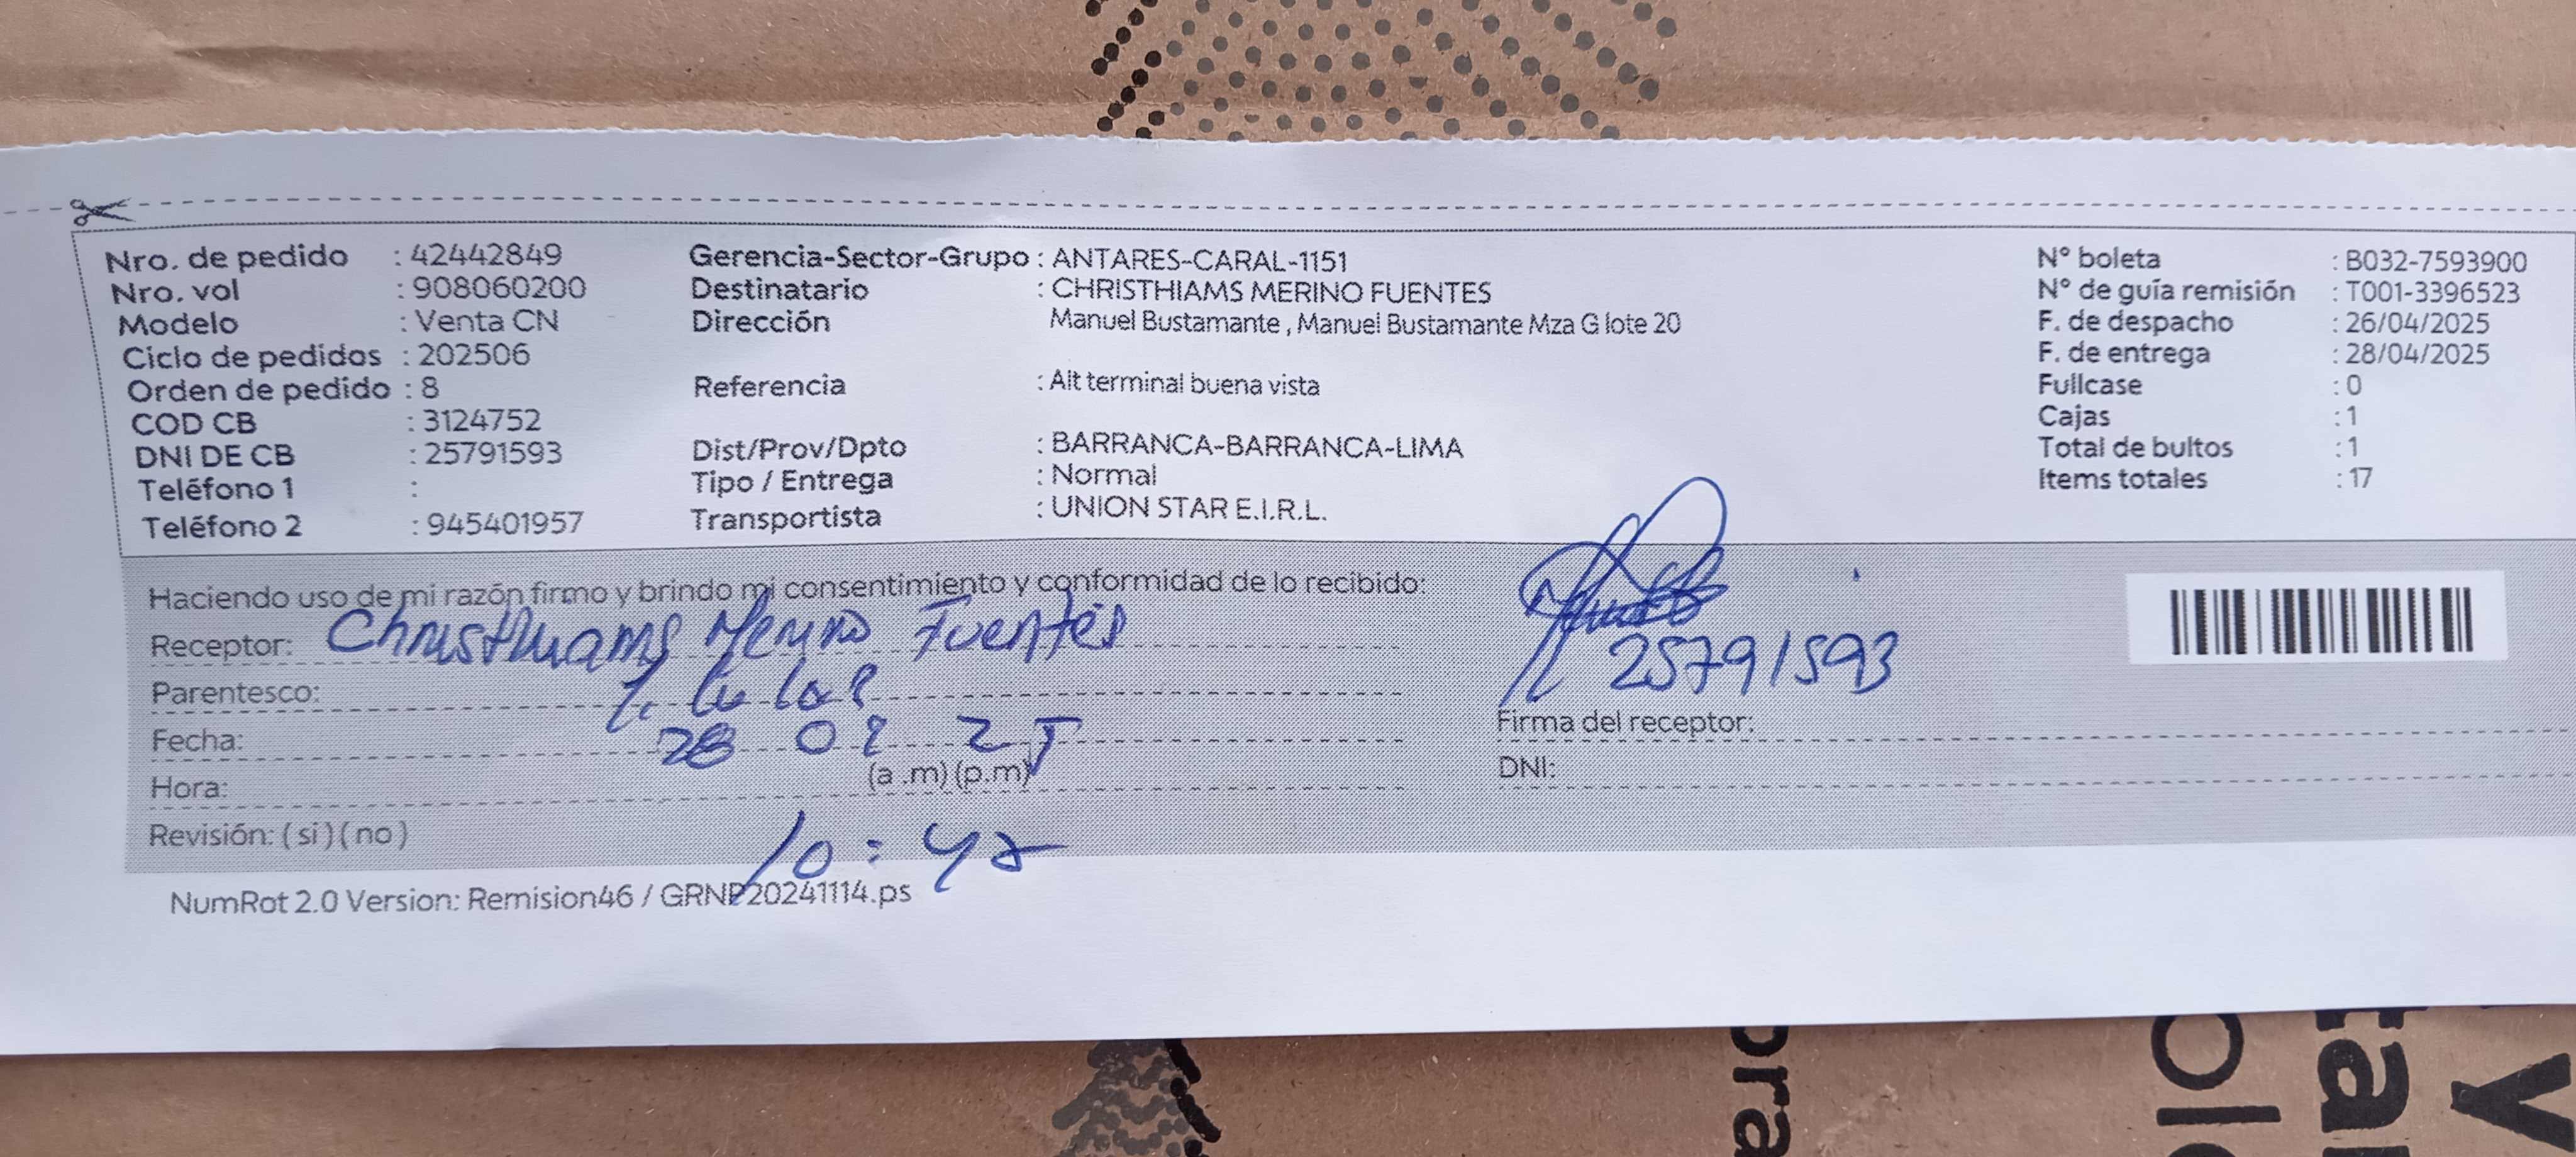 Nro. de pedido : 42442849
Nro. vol : 908060200
Modelo : Venta CN
Ciclo de pedidos : 202506
Orden de pedido : 8
COD CB : 3124752
DNI DE CB : 25791593
Teléfono 1 :
Teléfono 2 : 945401957
Gerencia-Sector-Grupo : ANTARES-CARAL-1151
Destinatario : CHRISTHIAMS MERINO FUENTES
Dirección Manuel Bustamante , Manuel Bustamante Mza G lote 20
Referencia : Alt terminal buena vista
Dist/Prov/Dpto : BARRANCA-BARRANCA-LIMA
Tipo / Entrega : Normal
Transportista : UNION STAR E.I.R.L.
N° boleta : B032-7593900
N° de guía remisión : T001-3396523
F. de despacho : 26/04/2025
F. de entrega : 28/04/2025
Fullcase : 0
Cajas : 1
Total de bultos : 1
Items totales : 17
Haciendo uso de mi razón firmo y brindo mi consentimiento y conformidad de lo recibido:
Receptor: Christhiams Merino Fuentes
Parentesco: Titular
Fecha: 28 25
Hora: (a .m) (p.m)
Revisión: ( si ) ( no )
10:
25791593
Firma del receptor:
DNI:
NumRot 2.0 Version: Remision46 / GRNP20241114.ps